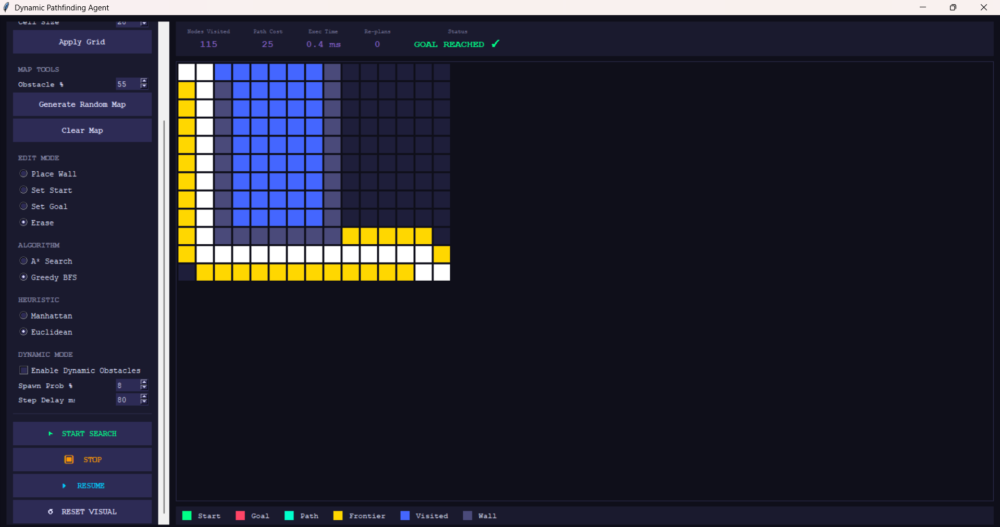 Dynamic Pathfinding Agent
Cell Size 20
Apply Grid
MAP TOOLS
Obstacle % 55
Generate Random Map
Clear Map
EDIT MODE
Place Wall
Set Start
Set Goal
Erase
ALGORITHM
A* Search
Greedy BFS
HEURISTIC
Manhattan
Euclidean
DYNAMIC MODE
Enable Dynamic Obstacles
Spawn Prob % 8
Step Delay ms 80
START SEARCH
STOP
RESUME
RESET VISUAL
Nodes Visited Path Cost Exec Time Re-plans Status
115 25 0.4 ms 0 GOAL REACHED ✓
Start Goal Path Frontier Visited Wall